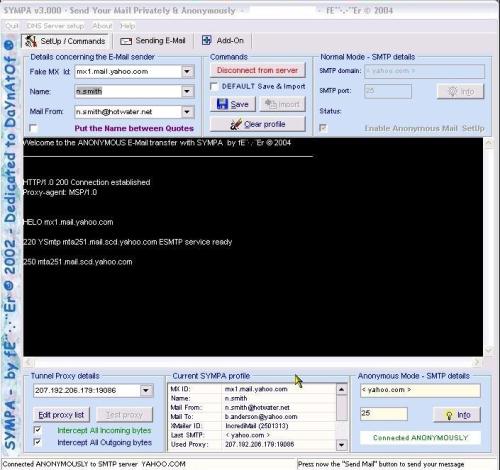 SYMPA v3.000 - Send Your Mail Privately & Anonymously - - fE¨·.·¨Er © 2004
Quit DNS Server setup About Help
SetUp / Commands Sending E-Mail Add-On
Details concerning the E-Mail sender
Fake MX Id: mx1.mail.yahoo.com
Name: n.smith
Mail From: n.smith@hotwater.net
Put the Name between Quotes
Commands
Disconnect from server
DEFAULT Save & Import
Save Import
Clear profile
Normal Mode - SMTP details
SMTP domain: < yahoo.com >
SMTP port: 25 Info
Status:
Enable Anonymous Mail SetUp
SYMPA - by fE¨·.·¨Er © 2002 - Dedicated to DaYnAtOf ☻
Welcome to the ANONYMOUS E-Mail transfer with SYMPA by fE¨·.·¨Er © 2004
HTTP/1.0 200 Connection established
Proxy-agent: MSP/1.0
HELO mx1.mail.yahoo.com
220 YSmtp mta251.mail.scd.yahoo.com ESMTP service ready
250 mta251.mail.scd.yahoo.com
Tunnel Proxy details
207.192.206.179:19086
Edit proxy list Test proxy
Intercept All Incoming bytes
Intercept All Outgoing bytes
Current SYMPA profile
MX ID: mx1.mail.yahoo.com
Name: n.smith
Mail From: n.smith@hotwater.net
Mail To: b.anderson@yahoo.com
XMailer ID: IncrediMail (2501313)
Last SMTP: < yahoo.com >
Used Proxy: 207.192.206.179:19086
Anonymous Mode - SMTP details
< yahoo.com >
25 Info
Connected ANONYMOUSLY
Connected ANONYMOUSLY to SMTP server YAHOO.COM Press now the "Send Mail" button to send your message